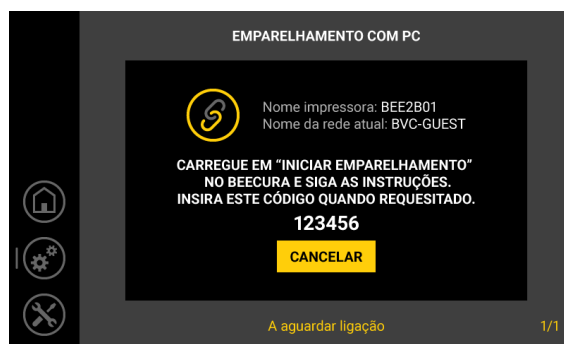 EMPARELHAMENTO COM PC
Nome impressora: BEE2B01
Nome da rede atual: BVC-GUEST
CARREGUE EM “INICIAR EMPARELHAMENTO”
NO BEECURA E SIGA AS INSTRUÇÕES.
INSIRA ESTE CÓDIGO QUANDO REQUESITADO.
123456
CANCELAR
A aguardar ligação
1/1